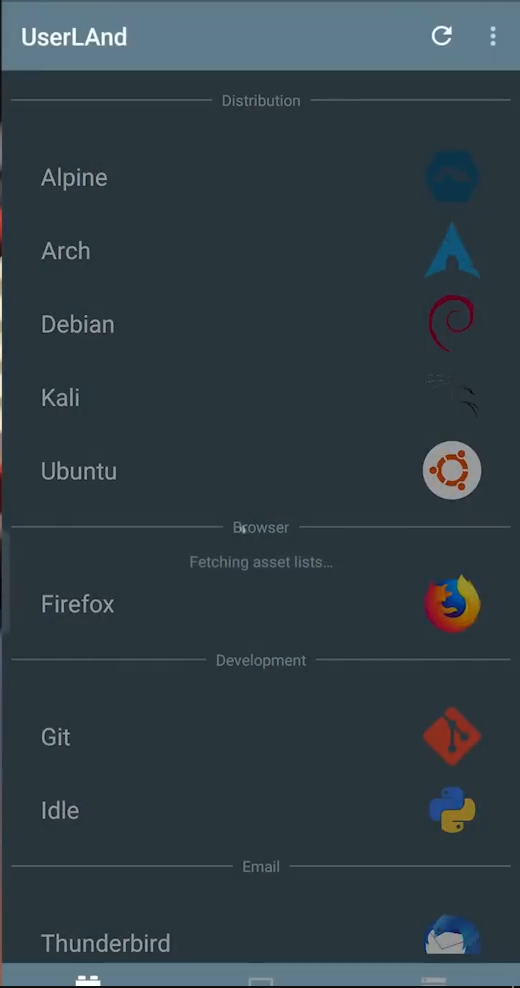 UserLAnd
Distribution
Alpine
Arch
Debian
Kali
Ubuntu
Browser
Fetching asset lists...
Firefox
Development
Git
Idle
Email
Thunderbird